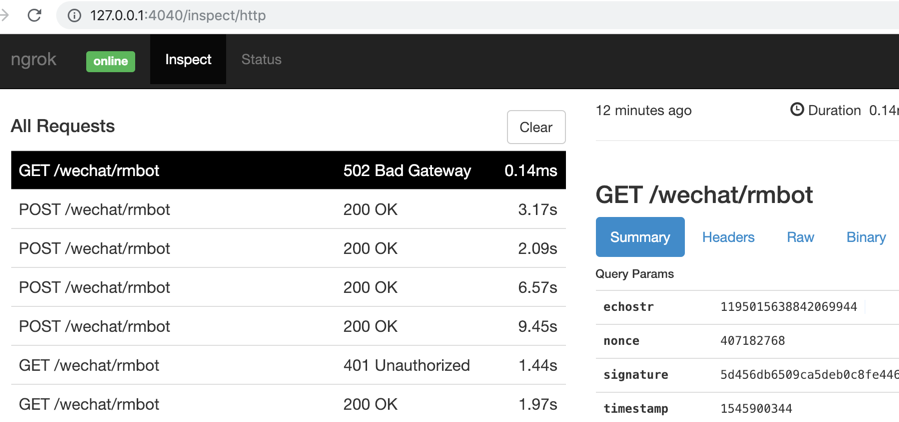 127.0.0.1:4040/inspect/http
ngrok online Inspect Status
All Requests
Clear
GET /wechat/rmbot 502 Bad Gateway 0.14ms
POST /wechat/rmbot 200 OK 3.17s
POST /wechat/rmbot 200 OK 2.09s
POST /wechat/rmbot 200 OK 6.57s
POST /wechat/rmbot 200 OK 9.45s
GET /wechat/rmbot 401 Unauthorized 1.44s
GET /wechat/rmbot 200 OK 1.97s
12 minutes ago Duration 0.14
GET /wechat/rmbot
Summary Headers Raw Binary
Query Params
echostr 1195015638842069944
nonce 407182768
signature 5d456db6509ca5deb0c8fe446
timestamp 1545900344